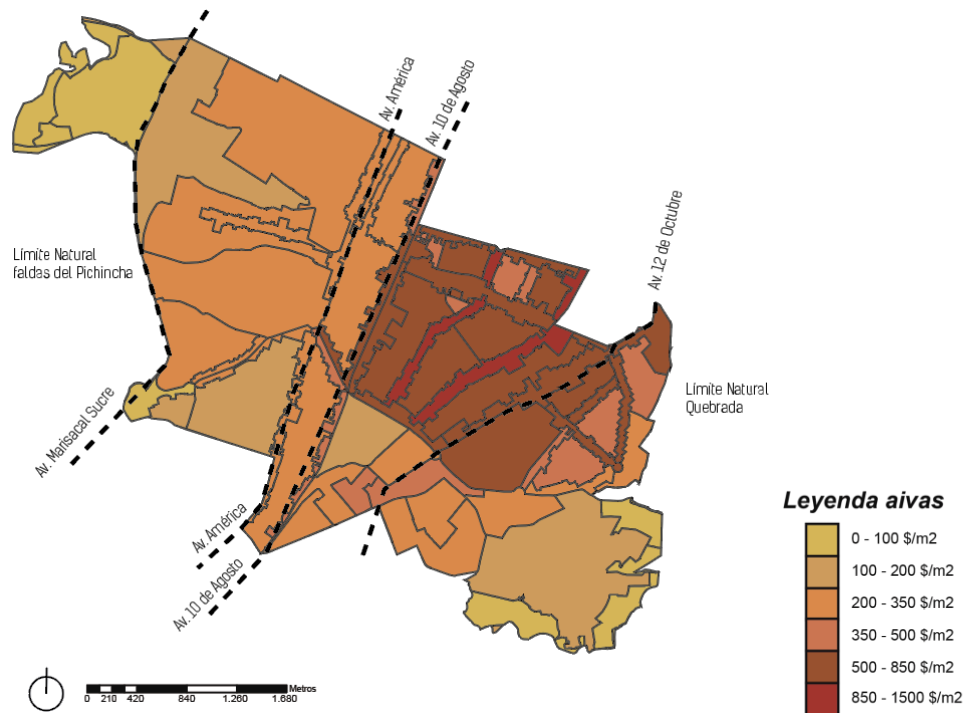 Av. América
Av. 10 de Agosto
Av. 12 de Octubre
Límite Natural
faldas del Pichincha
Límite Natural
Quebrada
Av. Marisacal Sucre
Av. América
Av. 10 de Agosto
Leyenda aivas
0 - 100 $/m2
100 - 200 $/m2
200 - 350 $/m2
350 - 500 $/m2
500 - 850 $/m2
850 - 1500 $/m2
Metros
0 210 420 840 1.260 1.680